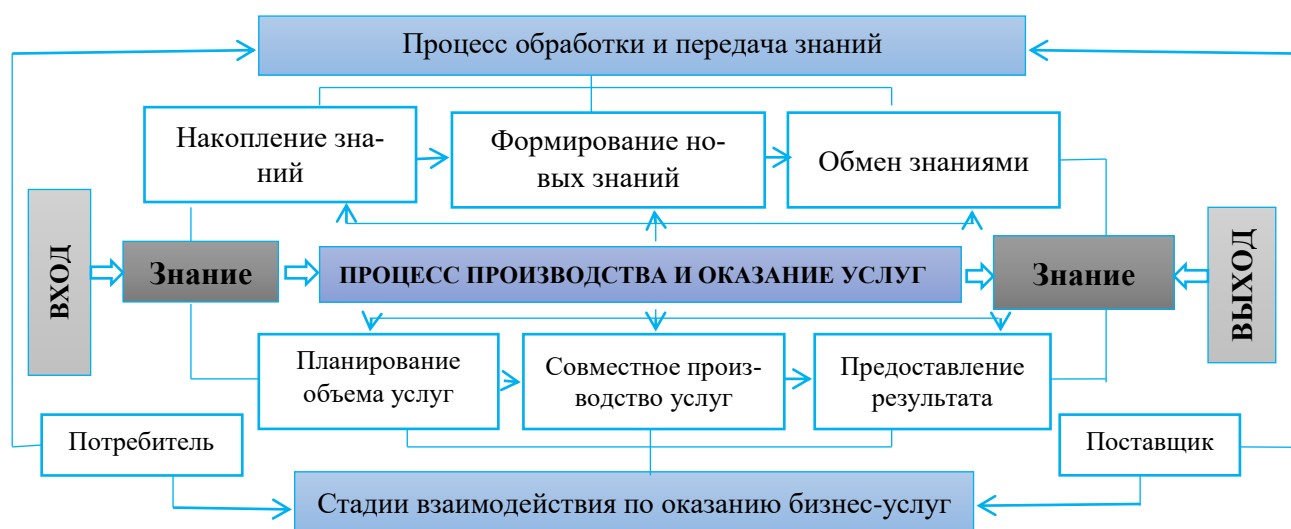 Процесс обработки и передача знаний
Накопление зна-
ний
Формирование но-
вых знаний
Обмен знаниями
ВХОД
Знание
ПРОЦЕСС ПРОИЗВОДСТВА И ОКАЗАНИЕ УСЛУГ
Знание
ВЫХОД
Планирование
объема услуг
Совместное произ-
водство услуг
Предоставление
результата
Потребитель
Поставщик
Стадии взаимодействия по оказанию бизнес-услуг